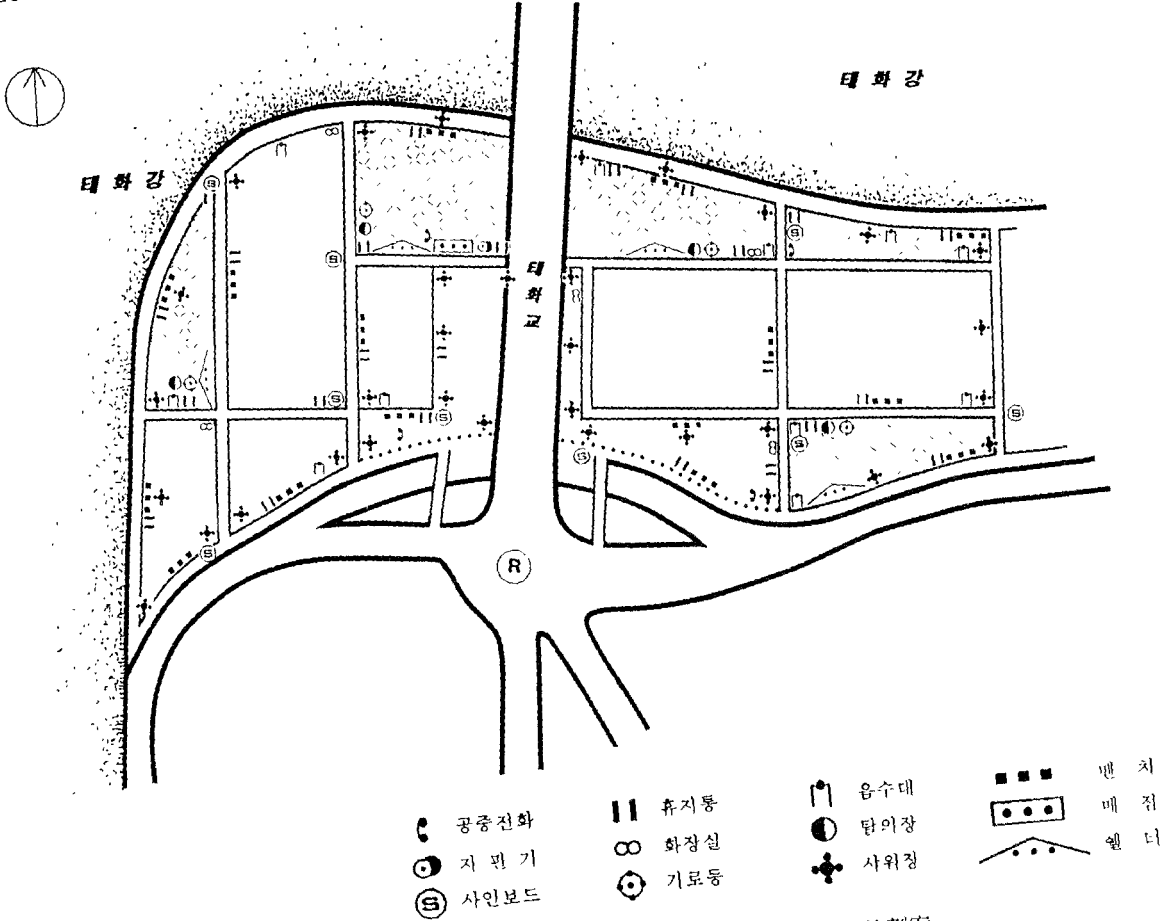 태화강
태화강
태화교
R
공중전화
자판기
사인보드
휴지통
화장실
기로등
음수대
탈의장
샤워장
벤치
매점
쉘터